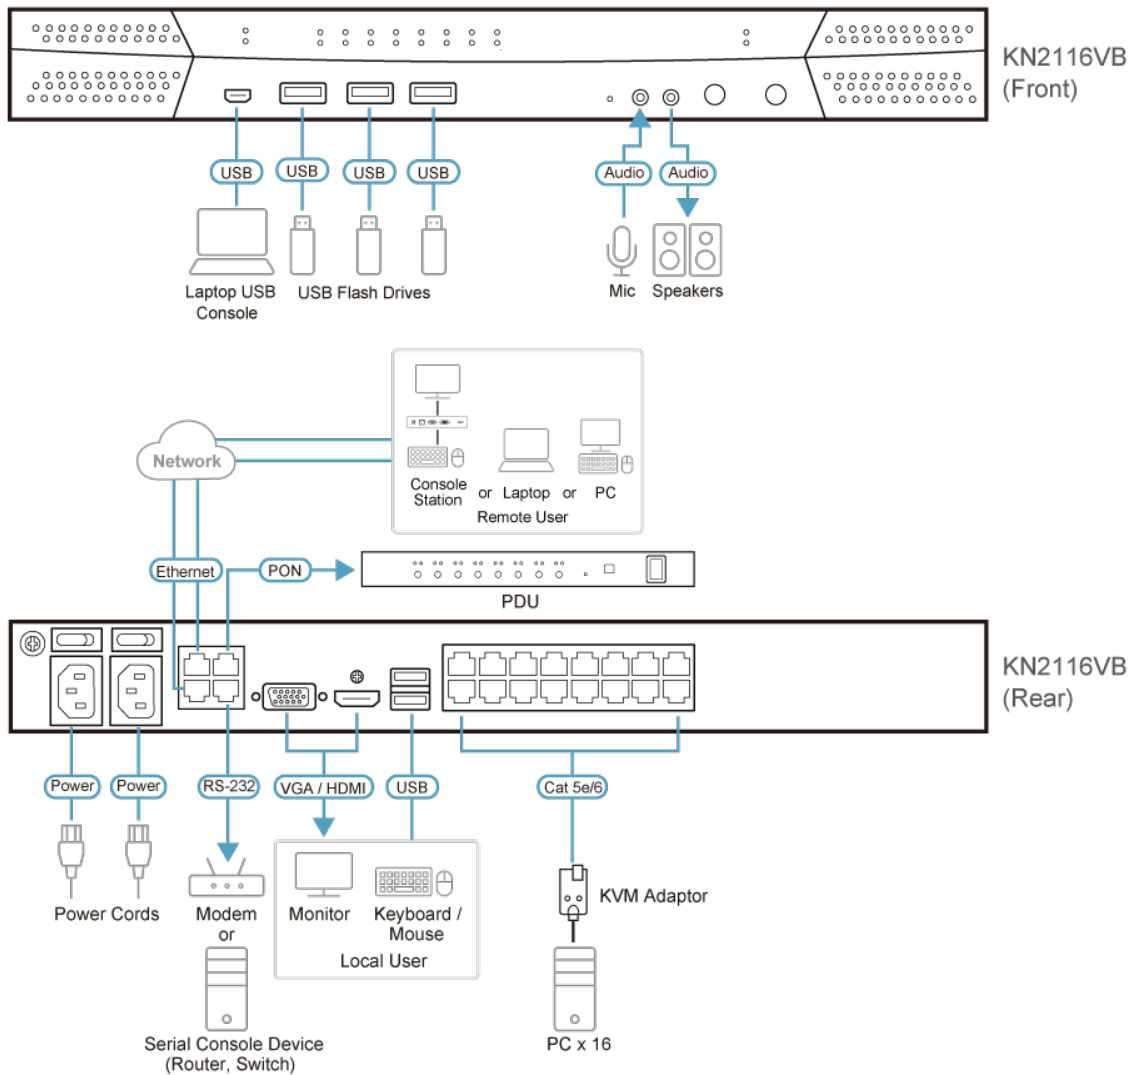 KN2116VB
(Front)
USB
USB
USB
USB
Audio
Audio
Laptop USB
Console
USB Flash Drives
Mic
Speakers
Network
Console
Station
or
Laptop
or
PC
Remote User
Ethernet
PON
PDU
KN2116VB
(Rear)
Power
Power
RS-232
VGA / HDMI
USB
Cat 5e/6
Power Cords
Modem
or
Serial Console Device
(Router, Switch)
Monitor
Keyboard /
Mouse
Local User
KVM Adaptor
PC x 16